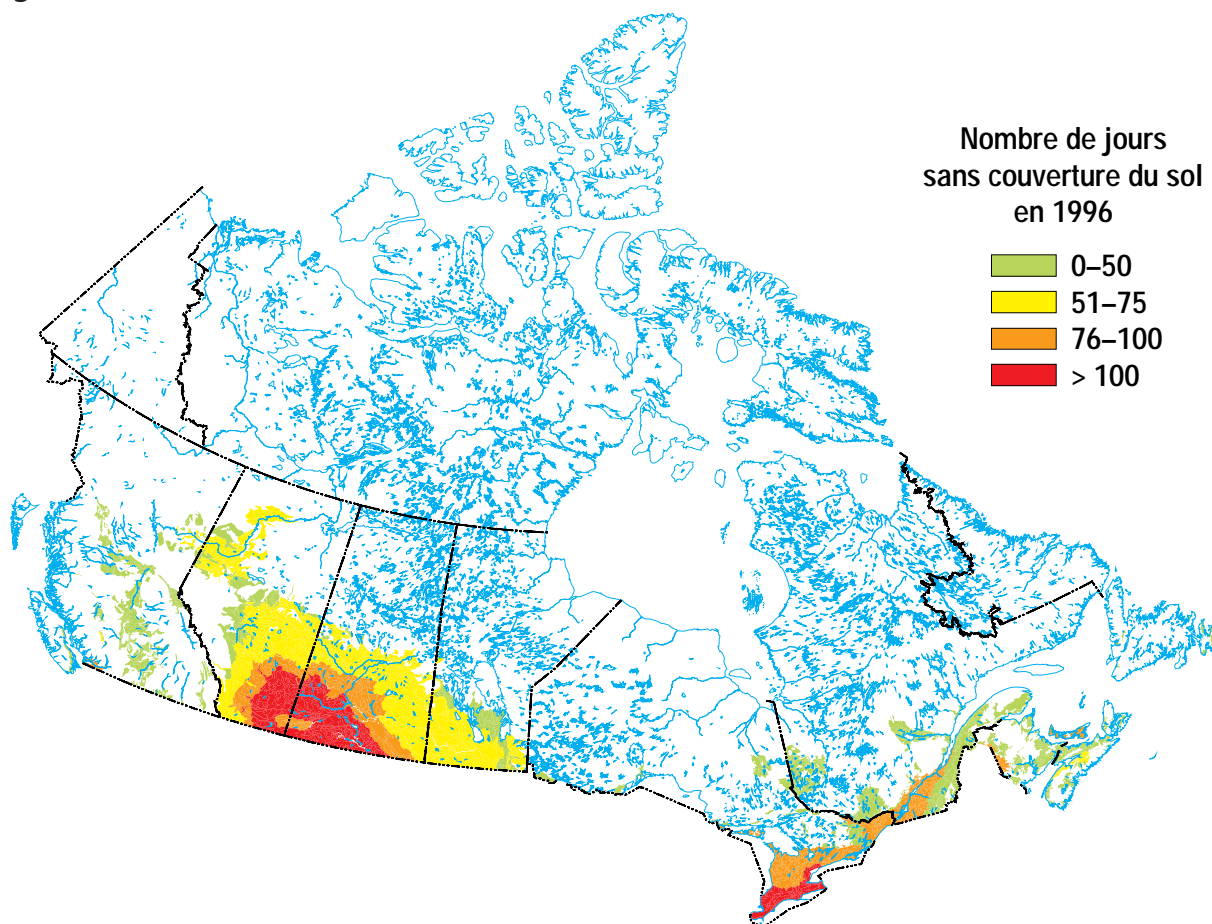 Nombre de jours
sans couverture du sol
en 1996
0–50
51–75
76–100
> 100